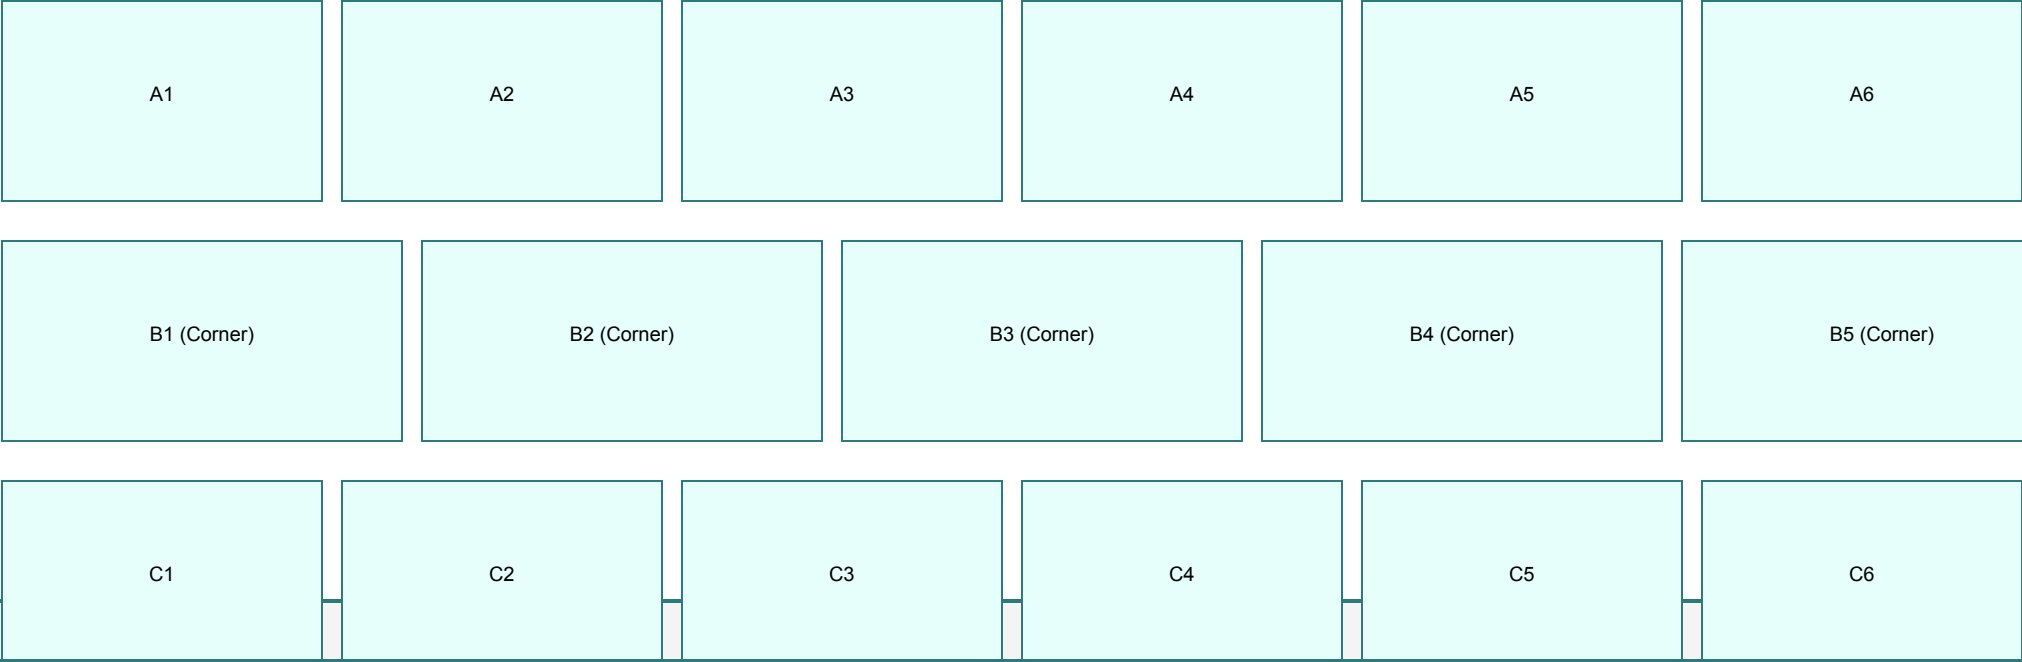 A1 A2 A3 A4 A5 A6
B1 (Corner) B2 (Corner) B3 (Corner) B4 (Corner) B5 (Corner)
C1 C2 C3 C4 C5 C6